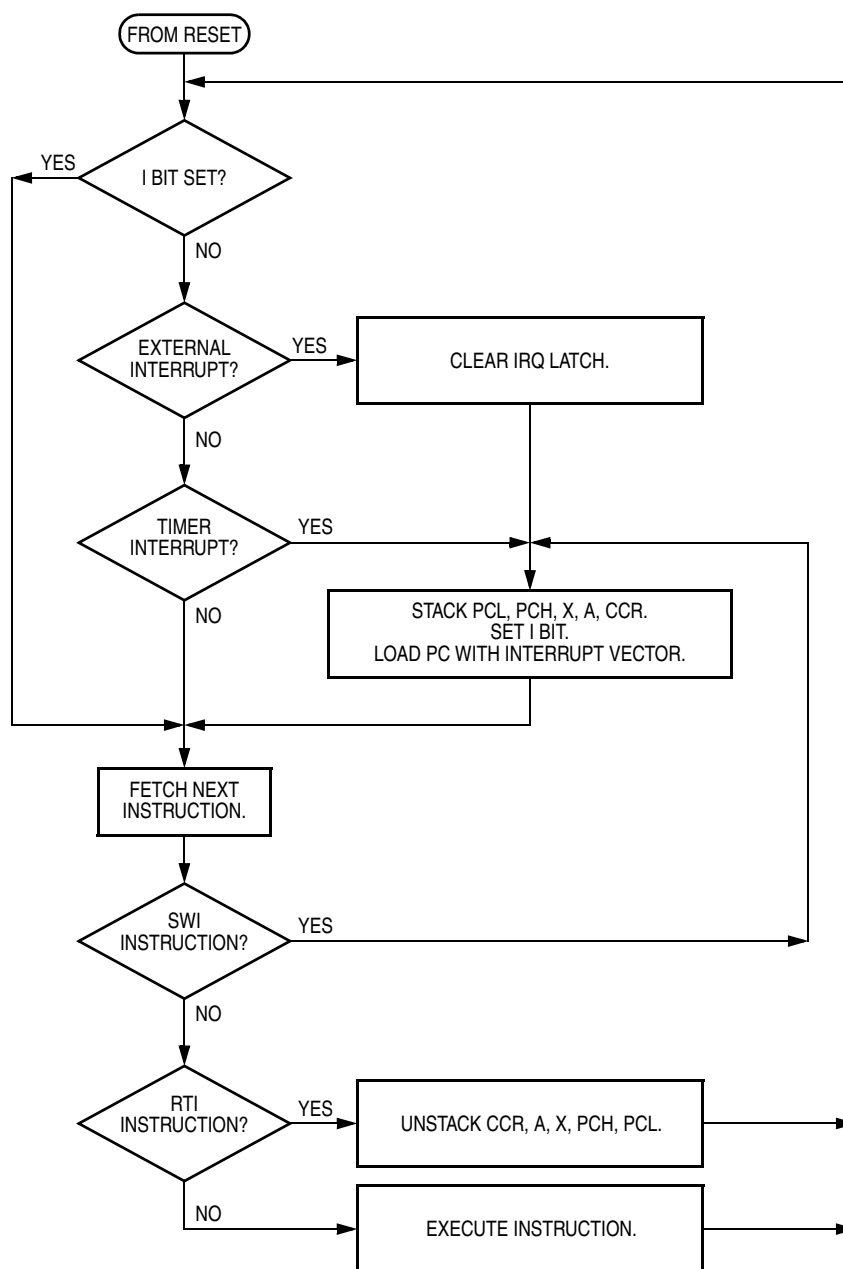 FROM RESET
YES
I BIT SET?
NO
EXTERNAL
INTERRUPT?
YES
CLEAR IRQ LATCH.
NO
TIMER
INTERRUPT?
YES
NO
STACK PCL, PCH, X, A, CCR.
SET I BIT.
LOAD PC WITH INTERRUPT VECTOR.
FETCH NEXT
INSTRUCTION.
SWI
INSTRUCTION?
YES
NO
RTI
INSTRUCTION?
YES
UNSTACK CCR, A, X, PCH, PCL.
NO
EXECUTE INSTRUCTION.